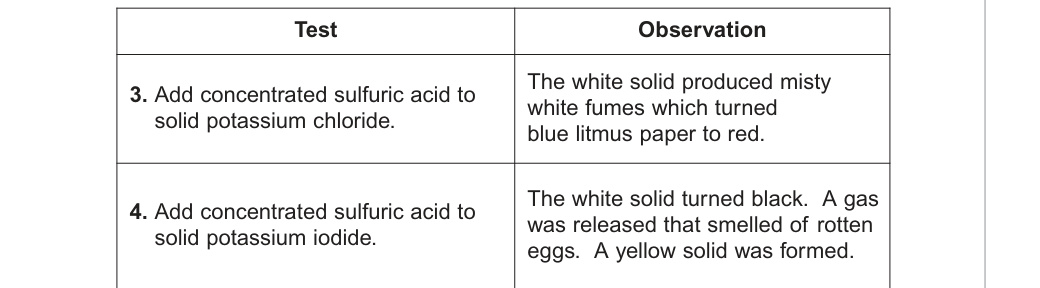 Test
Observation
3. Add concentrated sulfuric acid to
solid potassium chloride.
The white solid produced misty
white fumes which turned
blue litmus paper to red.
4. Add concentrated sulfuric acid to
solid potassium iodide.
The white solid turned black.  A gas
was released that smelled of rotten
eggs.  A yellow solid was formed.